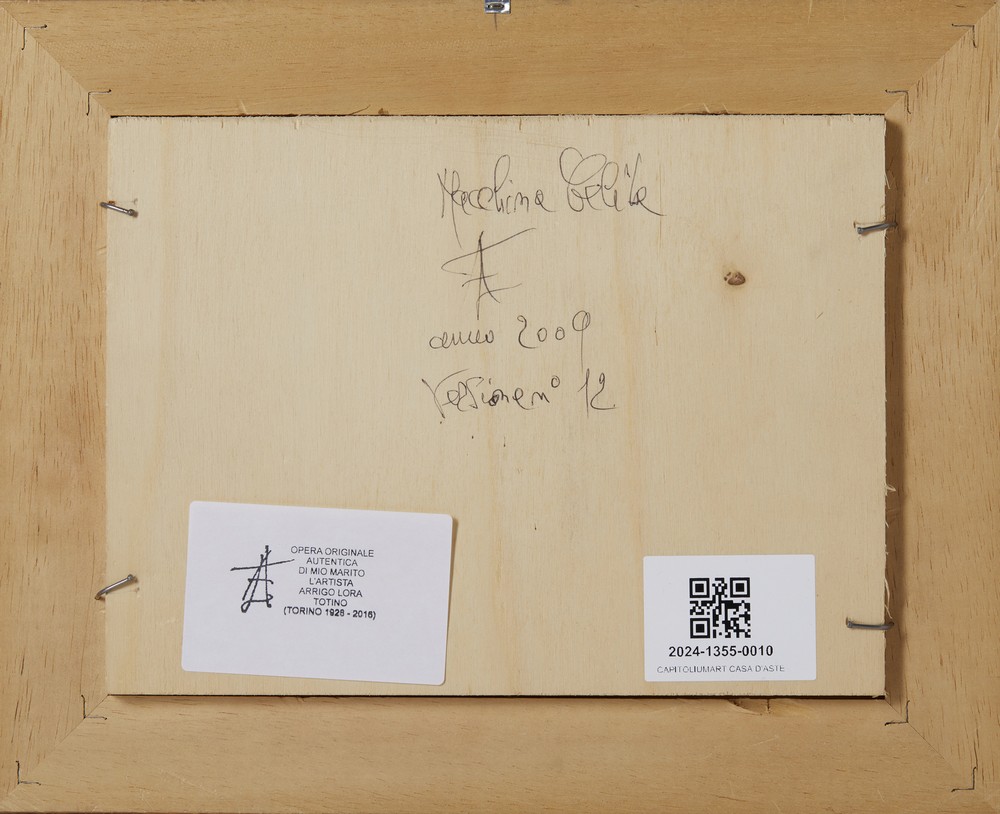 Macchina
anno 2009
Versione n° 12
OPERA ORIGINALE
AUTENTICA
DI MIO MARITO
L'ARTISTA
ARRIGO LORA
TOTINO
(TORINO 1928 - 2016)
2024-1355-0010
CAPITOLIUMART CASA D'ASTE